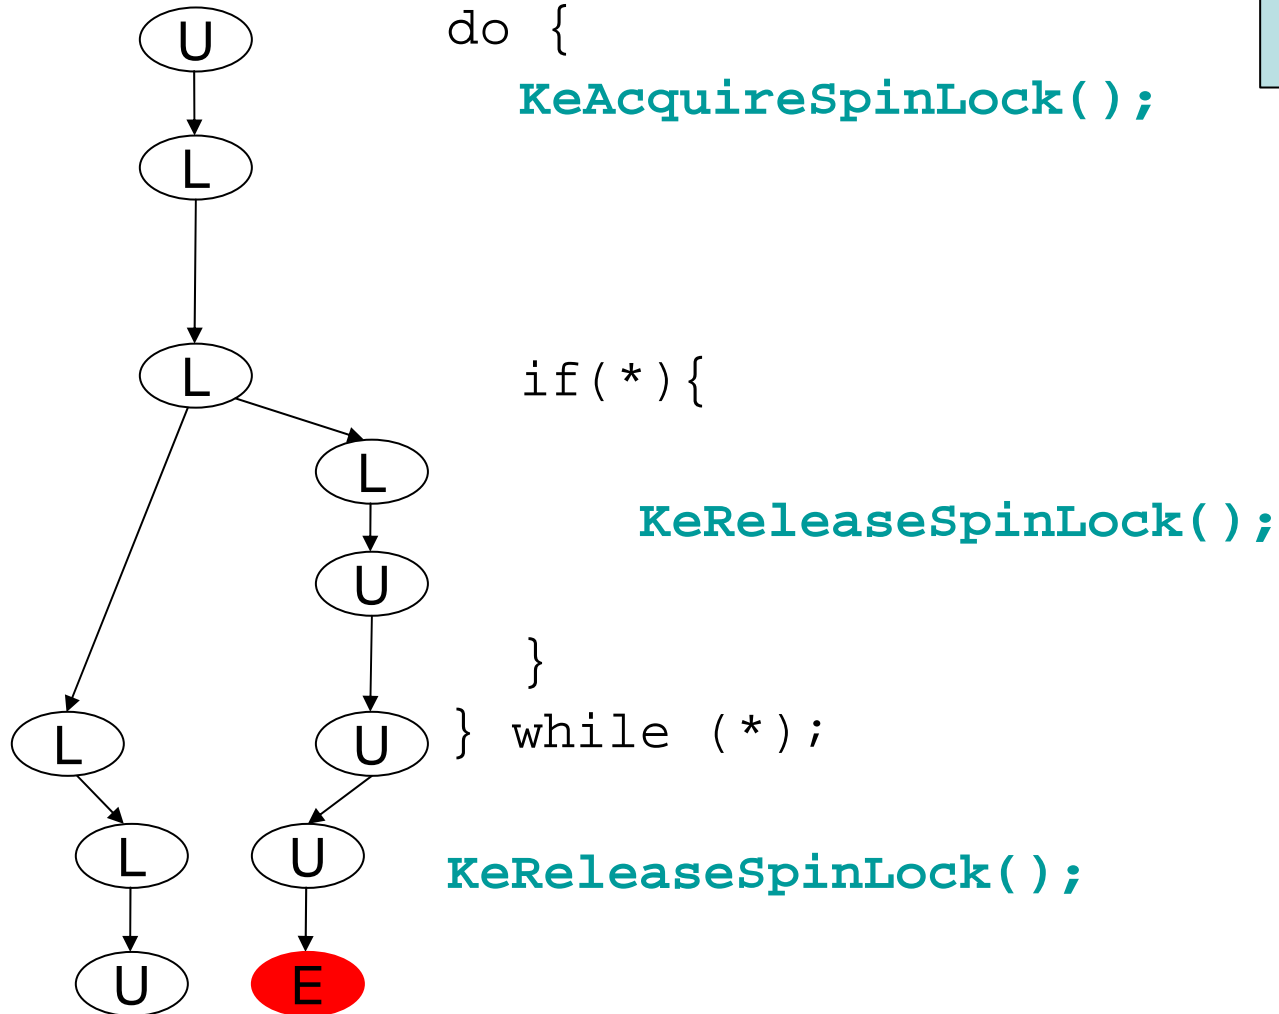 U
do {
KeAcquireSpinLock();
L
L
if(*){
L
KeReleaseSpinLock();
U
}
L
U
} while (*);
L
U
KeReleaseSpinLock();
U
E